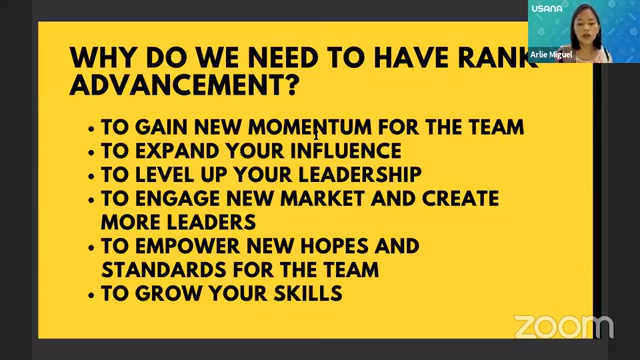 USANA
Arlie Miguel
WHY DO WE NEED TO HAVE RANK
ADVANCEMENT?
• TO GAIN NEW MOMENTUM FOR THE TEAM
• TO EXPAND YOUR INFLUENCE
• TO LEVEL UP YOUR LEADERSHIP
• TO ENGAGE NEW MARKET AND CREATE
MORE LEADERS
• TO EMPOWER NEW HOPES AND
STANDARDS FOR THE TEAM
• TO GROW YOUR SKILLS
zoom